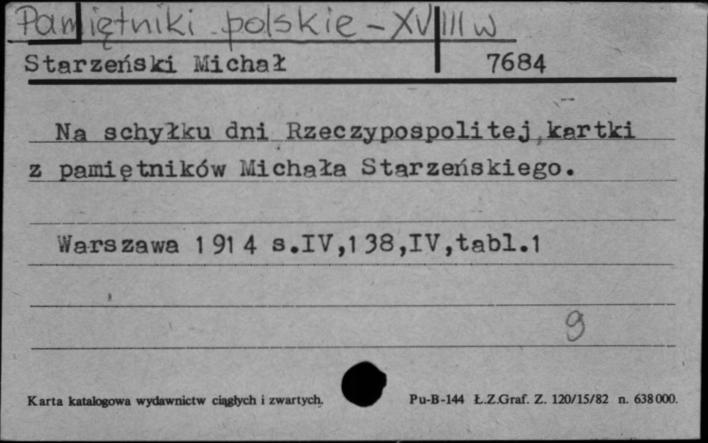 Pamiętniki polskie - XVIII w
Starzeński Michał 7684
Na schyłku dni Rzeczypospolitej, kartki
z pamiętników Michała Starzeńskiego.
Warszawa 1914 s.IV,138,IV,tabl.1
9
Karta katalogowa wydawnictw ciągłych i zwartych. Pu-B-144 Ł.Z.Graf. Z. 120/15/82 n. 638000.